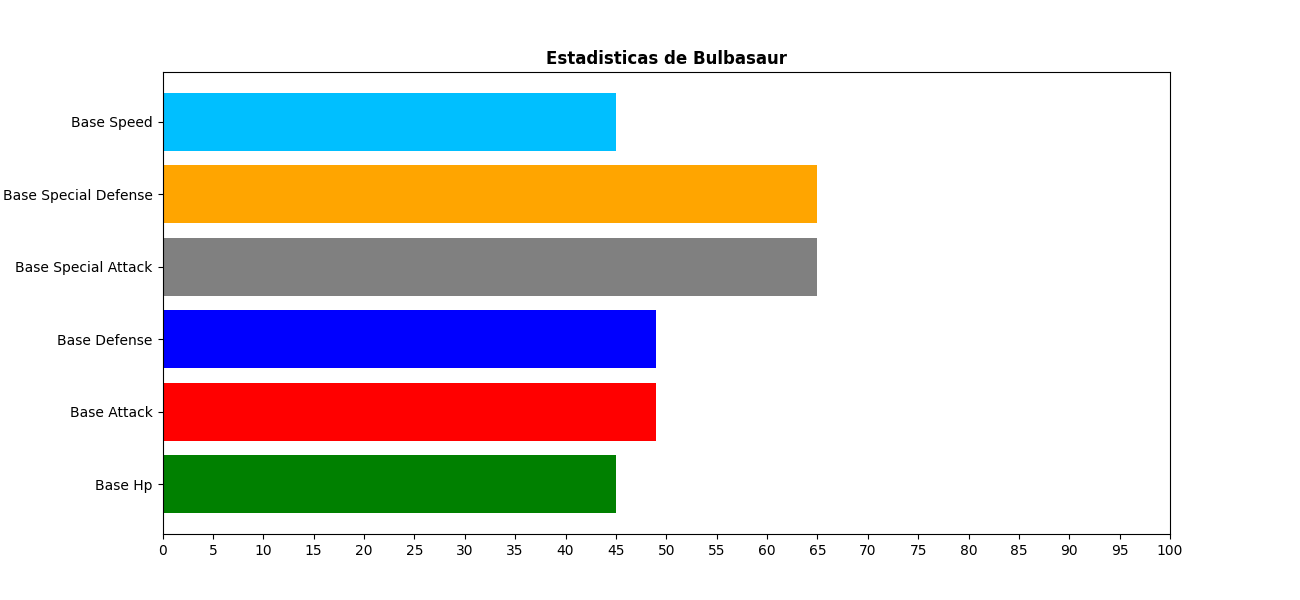 Estadisticas de Bulbasaur
Base Speed
Base Special Defense
Base Special Attack
Base Defense
Base Attack
Base Hp
0 5 10 15 20 25 30 35 40 45 50 55 60 65 70 75 80 85 90 95 100